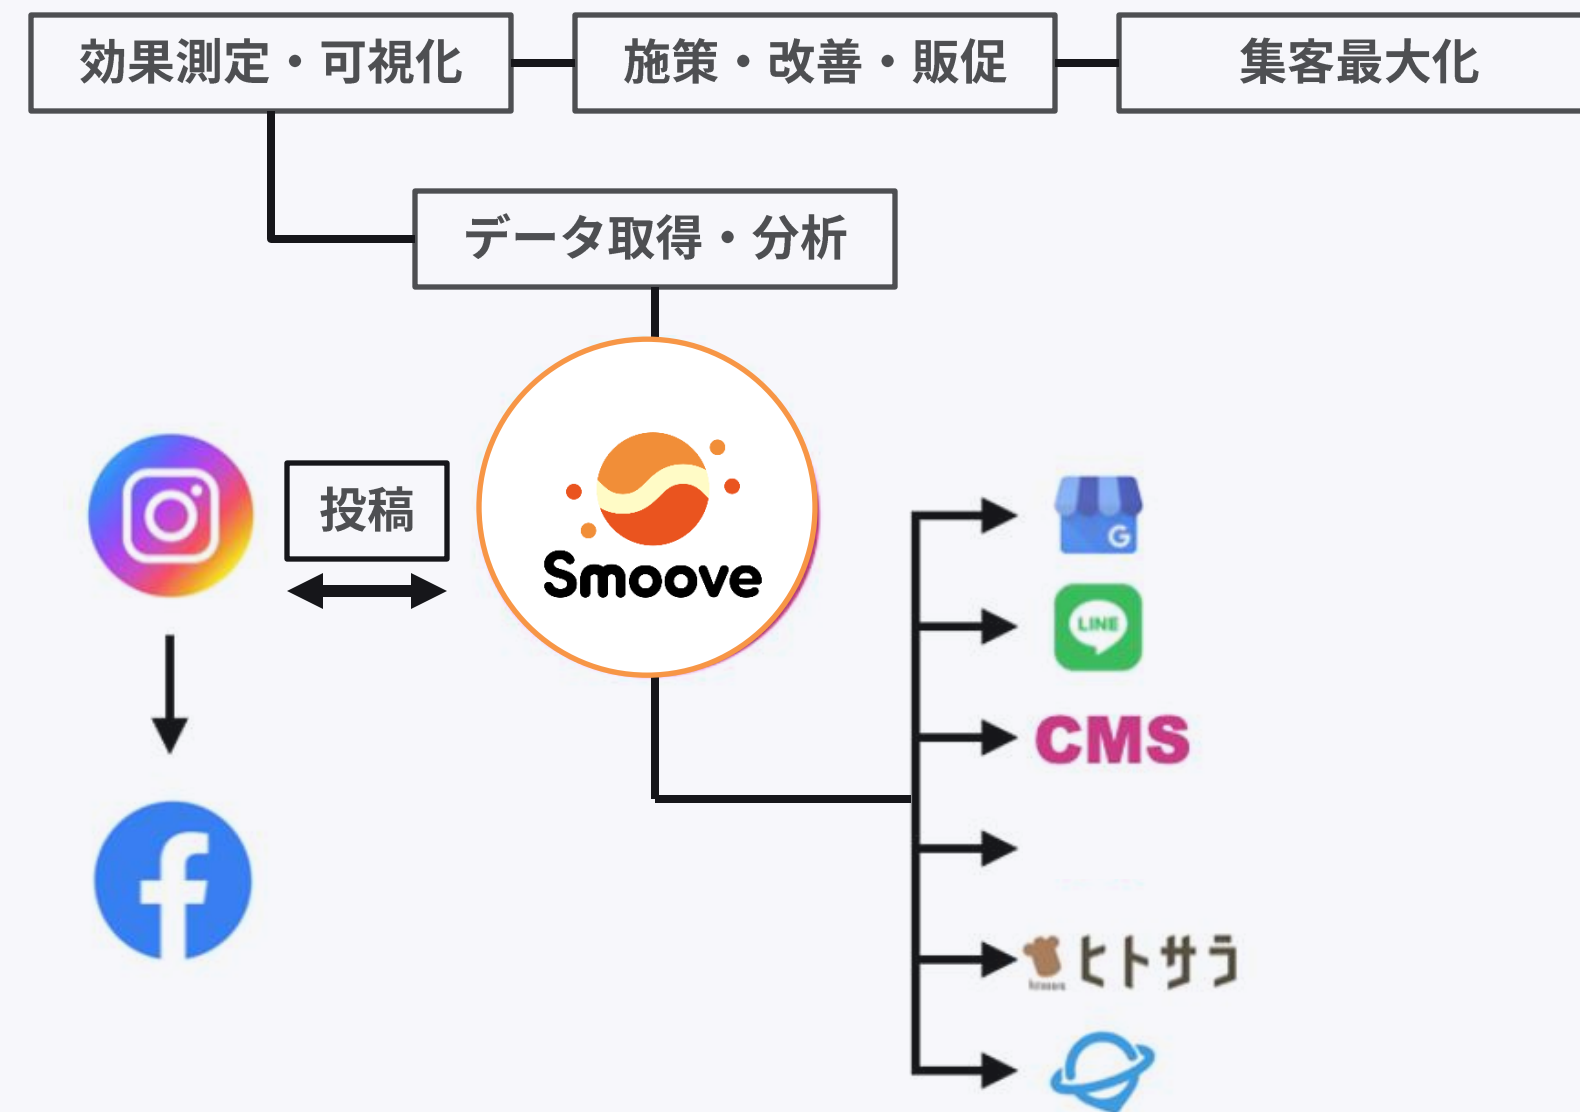 効果測定・可視化
施策・改善・販促
集客最大化
データ取得・分析
投稿
Smoove
G
LINE
CMS
ヒトサラ